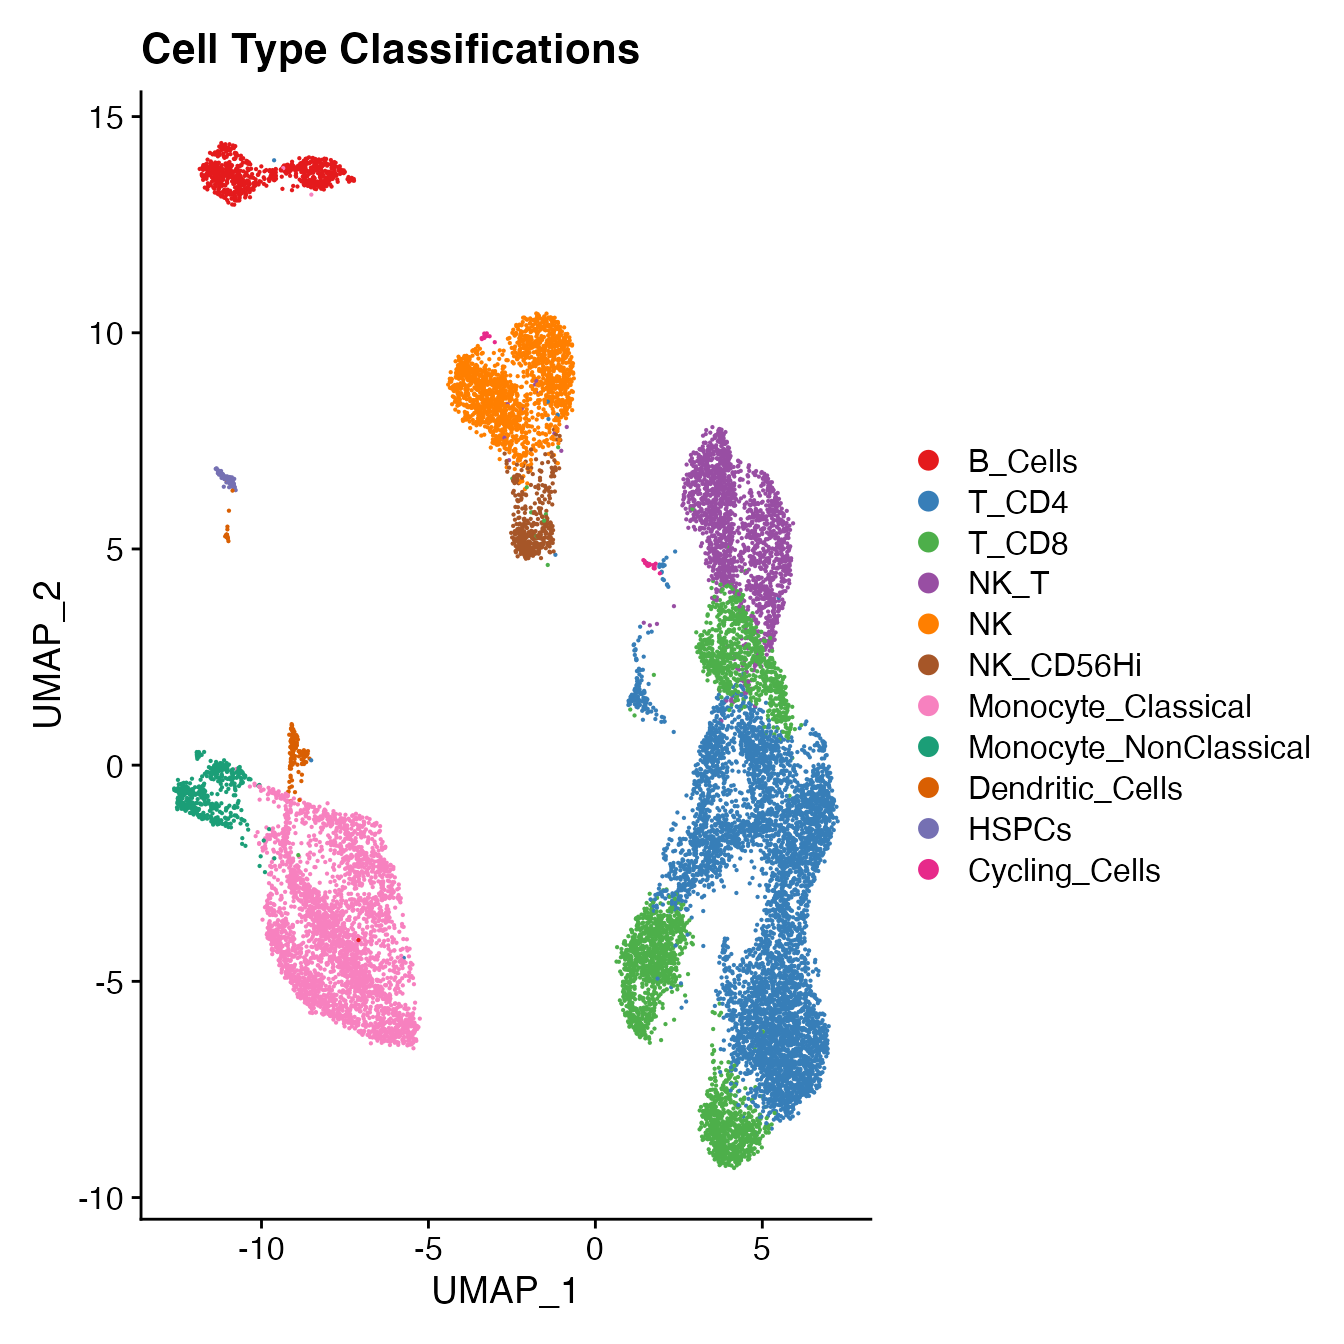 Cell Type Classifications
15
10
5
0
-5
-10
UMAP_2
-10
-5
0
5
UMAP_1
B_Cells
T_CD4
T_CD8
NK_T
NK
NK_CD56Hi
Monocyte_Classical
Monocyte_NonClassical
Dendritic_Cells
HSPCs
Cycling_Cells